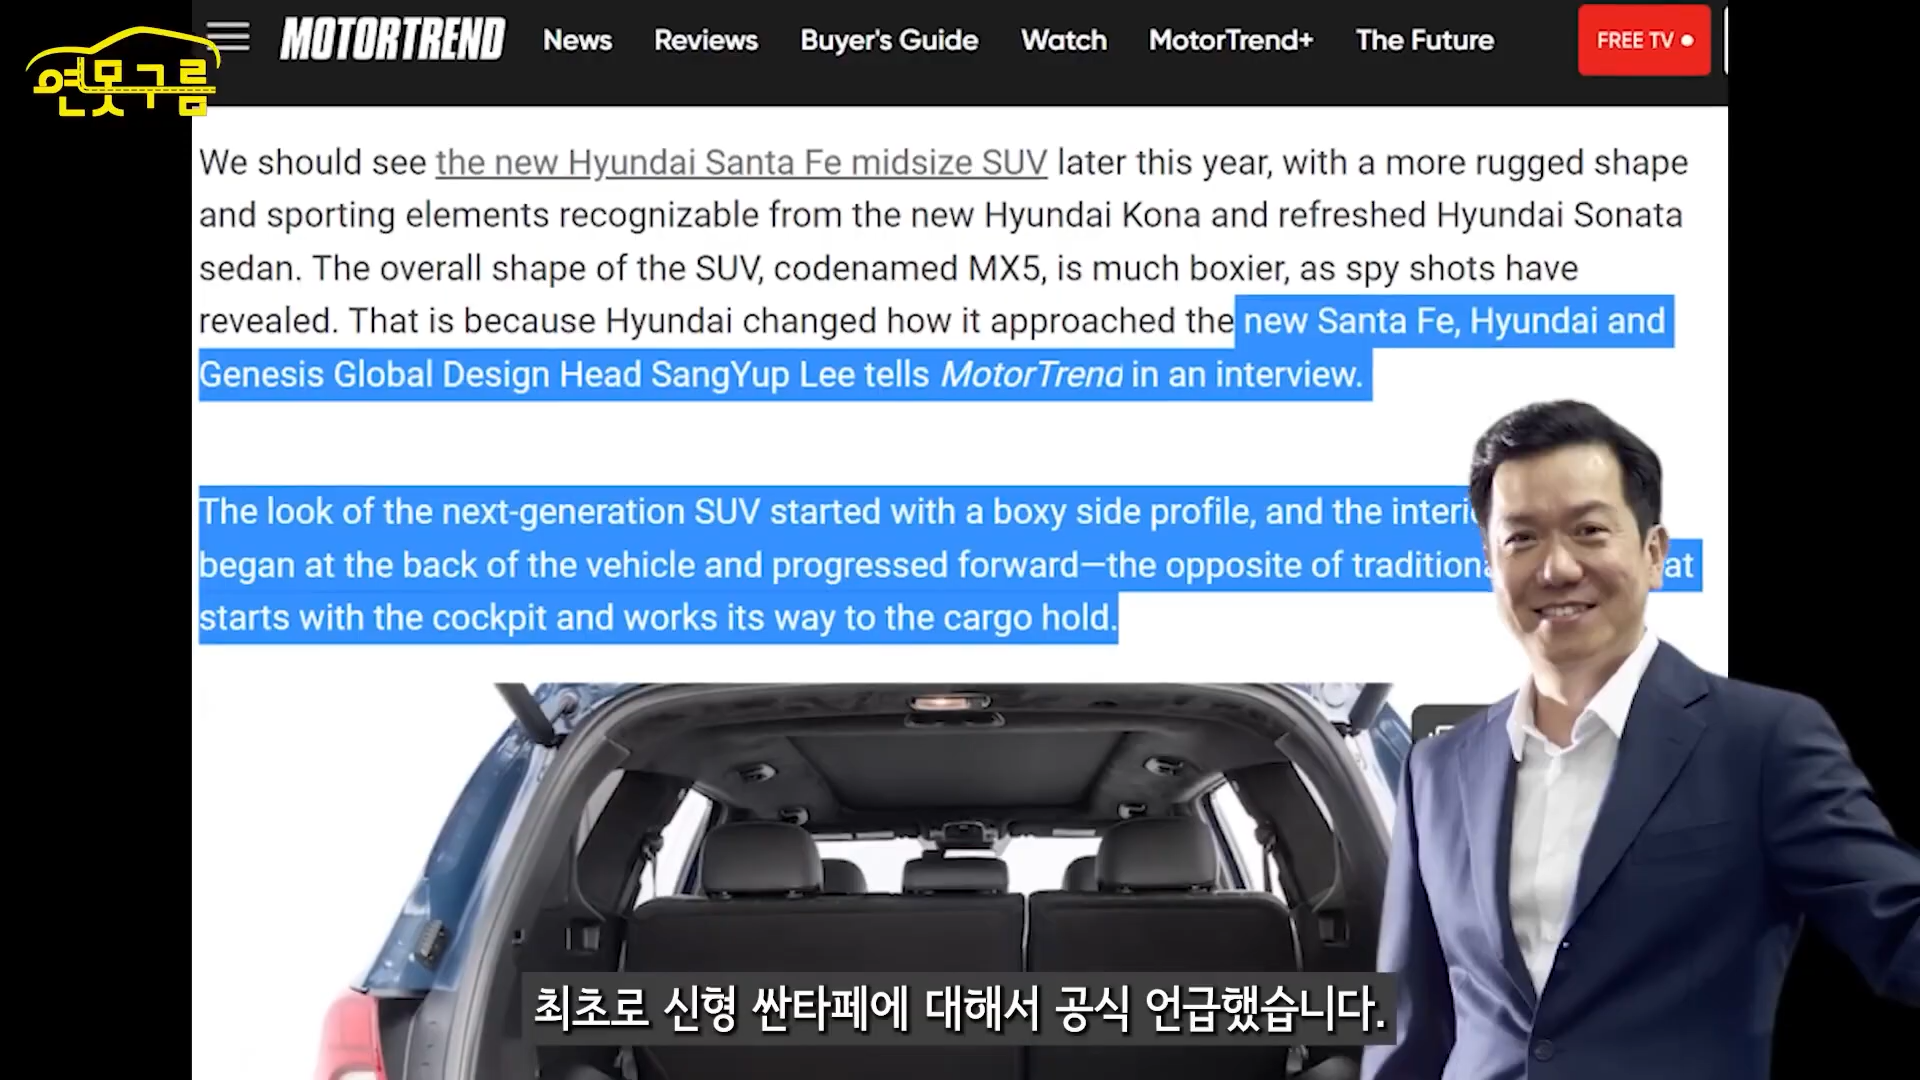 연못구름
MOTORTREND News Reviews Buyer's Guide Watch MotorTrend+ The Future FREE TV
We should see the new Hyundai Santa Fe midsize SUV later this year, with a more rugged shape
and sporting elements recognizable from the new Hyundai Kona and refreshed Hyundai Sonata
sedan. The overall shape of the SUV, codenamed MX5, is much boxier, as spy shots have
revealed. That is because Hyundai changed how it approached the new Santa Fe, Hyundai and
Genesis Global Design Head SangYup Lee tells MotorTrend in an interview.
The look of the next-generation SUV started with a boxy side profile, and the
began at the back of the vehicle and progressed forward—the opposite of
starts with the cockpit and works its way to the cargo hold.
최초로 신형 싼타페에 대해서 공식 언급했습니다.